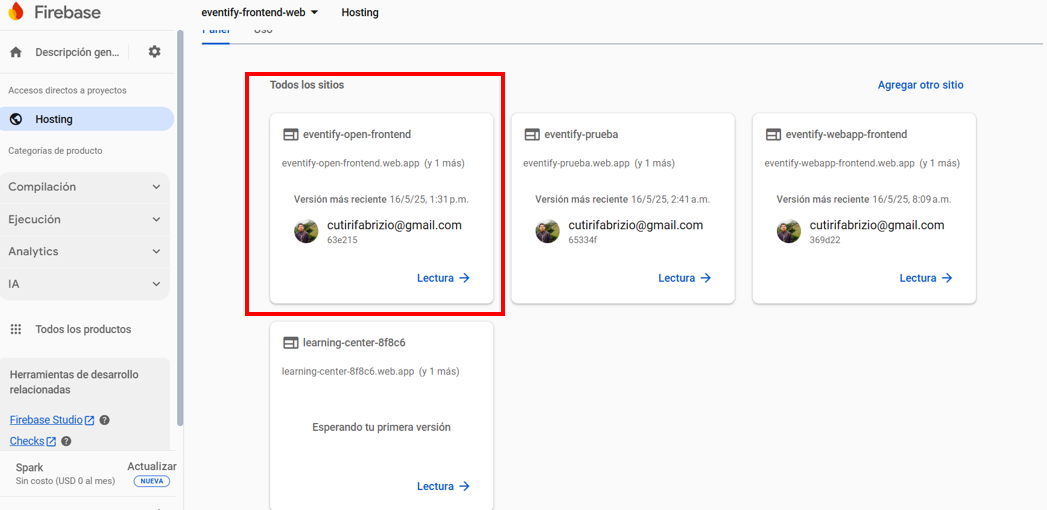 Firebase
eventify-frontend-web
Hosting
Descripción gen...
Panel
Uso
Accesos directos a proyectos
Hosting
Categorías de producto
Compilación
Ejecución
Analytics
IA
Todos los productos
Herramientas de desarrollo
relacionadas
Firebase Studio
Checks
Spark
Sin costo (USD 0 al mes)
Actualizar
NUEVA
Todos los sitios
Agregar otro sitio
eventify-open-frontend
eventify-open-frontend.web.app (y 1 más)
Versión más reciente 16/5/25, 1:31 p.m.
cutirifabrizio@gmail.com
63e215
Lectura
eventify-prueba
eventify-prueba.web.app (y 1 más)
Versión más reciente 16/5/25, 2:41 a.m.
cutirifabrizio@gmail.com
65334f
Lectura
eventify-webapp-frontend
eventify-webapp-frontend.web.app (y 1 más)
Versión más reciente 16/5/25, 8:09 a.m.
cutirifabrizio@gmail.com
369d22
Lectura
learning-center-8f8c6
learning-center-8f8c6.web.app (y 1 más)
Esperando tu primera versión
Lectura